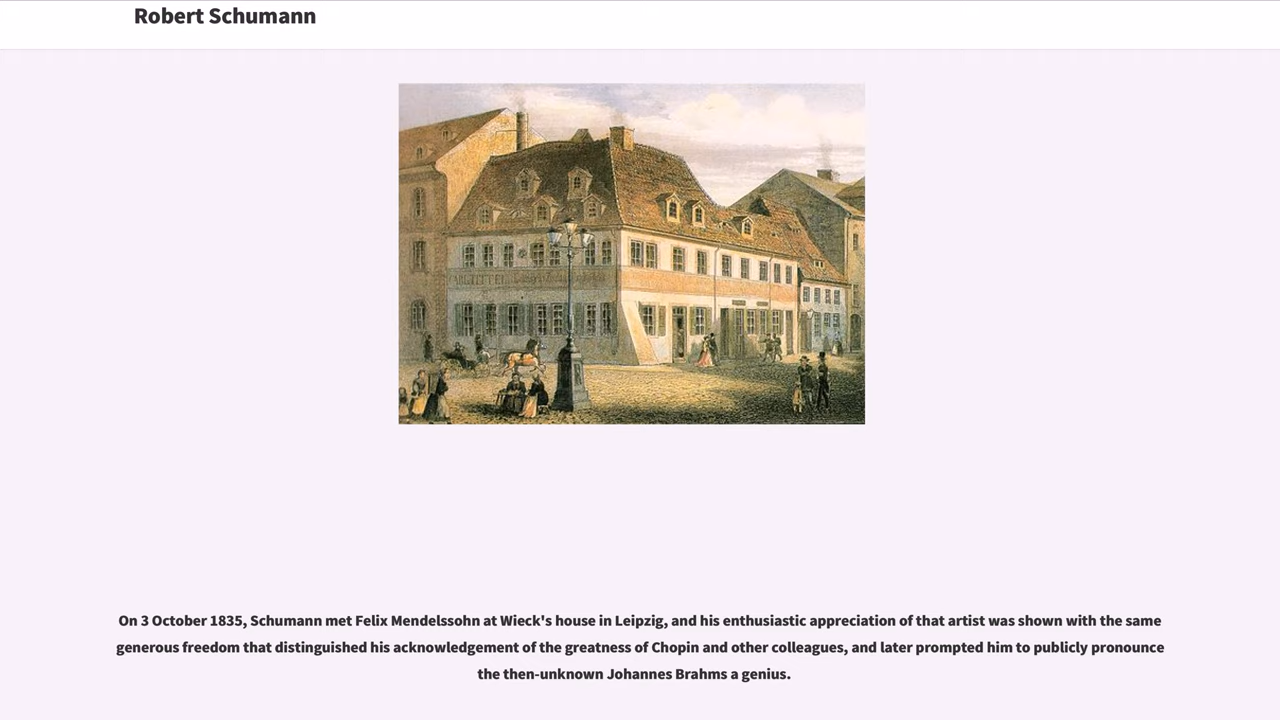 Robert Schumann
On 3 October 1835, Schumann met Felix Mendelssohn at Wieck's house in Leipzig, and his enthusiastic appreciation of that artist was shown with the same
generous freedom that distinguished his acknowledgement of the greatness of Chopin and other colleagues, and later prompted him to publicly pronounce
the then-unknown Johannes Brahms a genius.